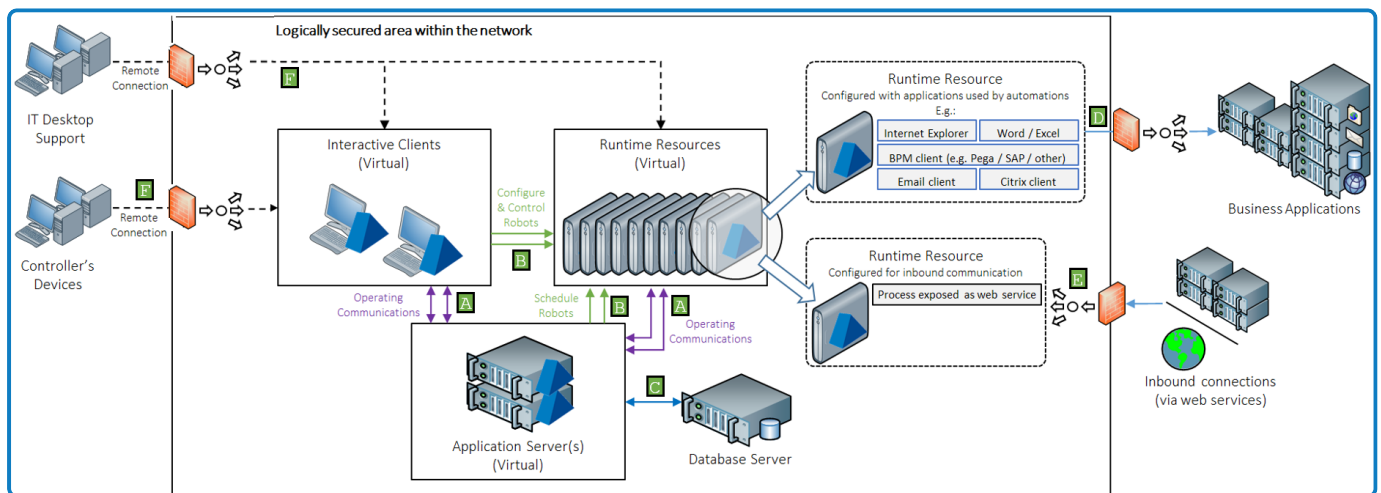 Logically secured area within the network
Remote
Connection
IT Desktop
Support
F
Interactive Clients
(Virtual)
Runtime Resources
(Virtual)
Configure
& Control
Robots
B
F
Remote
Connection
Controller's
Devices
Operating
Communications
A
Schedule
Robots
B
A
Operating
Communications
C
Application Server(s)
(Virtual)
Database Server
Runtime Resource
Configured with applications used by automations
E.g.:
Internet Explorer
Word / Excel
BPM client (e.g. Pega / SAP / other)
Email client
Citrix client
D
Business Applications
Runtime Resource
Configured for inbound communication
Process exposed as web service
E
Inbound connections
(via web services)